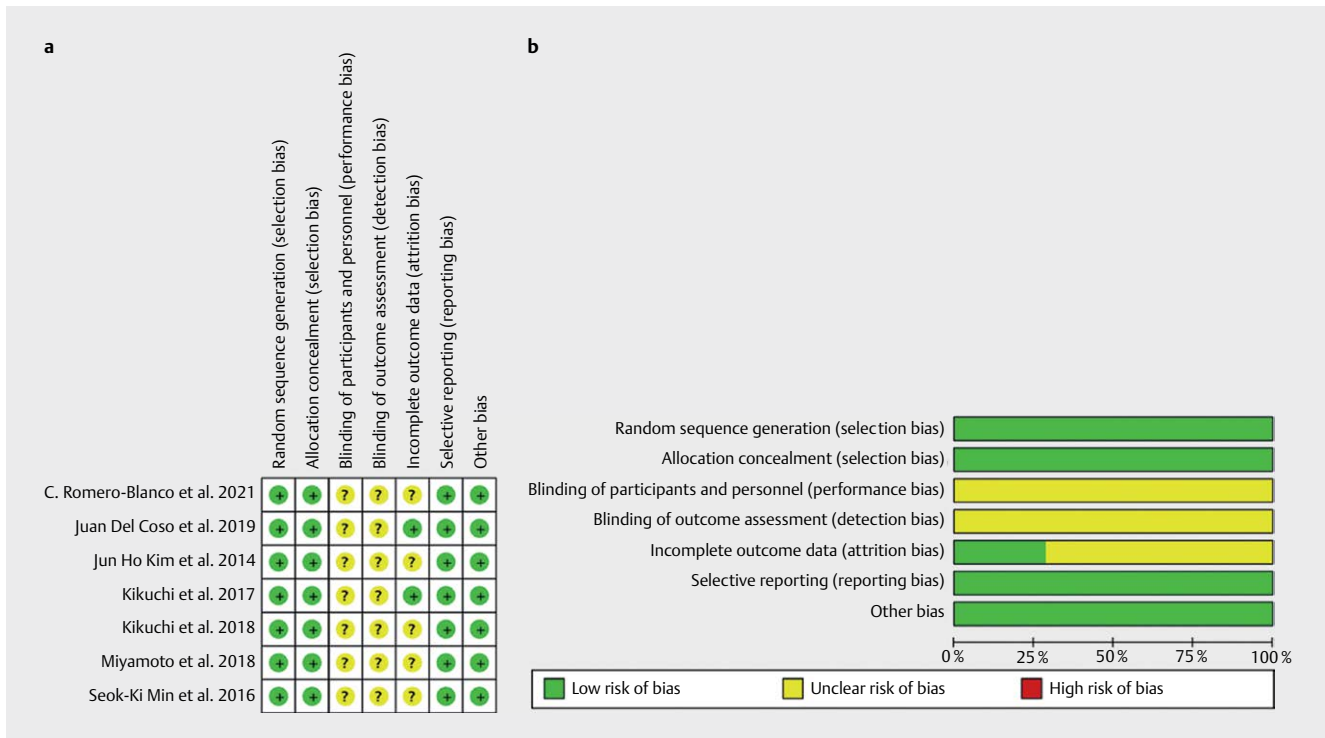 a
Random sequence generation (selection bias)
Allocation concealment (selection bias)
Blinding of participants and personnel (performance bias)
Blinding of outcome assessment (detection bias)
Incomplete outcome data (attrition bias)
Selective reporting (reporting bias)
Other bias
C. Romero-Blanco et al. 2021 + + ? ? ? + +
Juan Del Coso et al. 2019 + + ? ? + + +
Jun Ho Kim et al. 2014 + + ? ? ? + +
Kikuchi et al. 2017 + + ? ? + + +
Kikuchi et al. 2018 + + ? ? ? + +
Miyamoto et al. 2018 + + ? ? ? + +
Seok-Ki Min et al. 2016 + + ? ? ? + +
b
Random sequence generation (selection bias)
Allocation concealment (selection bias)
Blinding of participants and personnel (performance bias)
Blinding of outcome assessment (detection bias)
Incomplete outcome data (attrition bias)
Selective reporting (reporting bias)
Other bias
0 % 25 % 50 % 75 % 100 %
Low risk of bias Unclear risk of bias High risk of bias